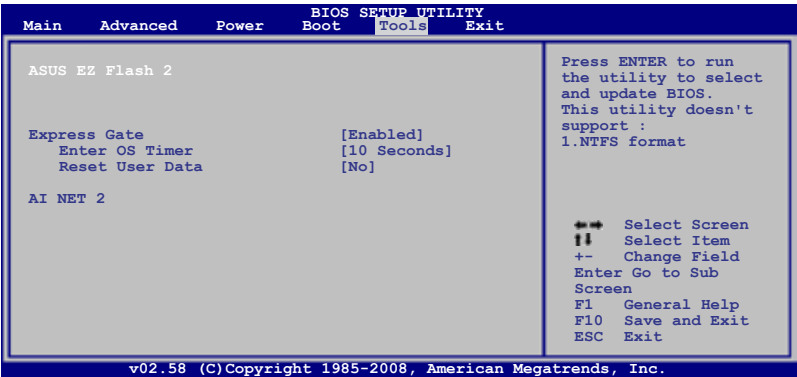 BIOS SETUP UTILITY
Main Advanced Power Boot Tools Exit
ASUS EZ Flash 2
Express Gate [Enabled]
Enter OS Timer [10 Seconds]
Reset User Data [No]
AI NET 2
Press ENTER to run
the utility to select
and update BIOS.
This utility doesn't
support :
1.NTFS format
←→ Select Screen
↑↓ Select Item
+- Change Field
Enter Go to Sub
Screen
F1 General Help
F10 Save and Exit
ESC Exit
v02.58 (C)Copyright 1985-2008, American Megatrends, Inc.